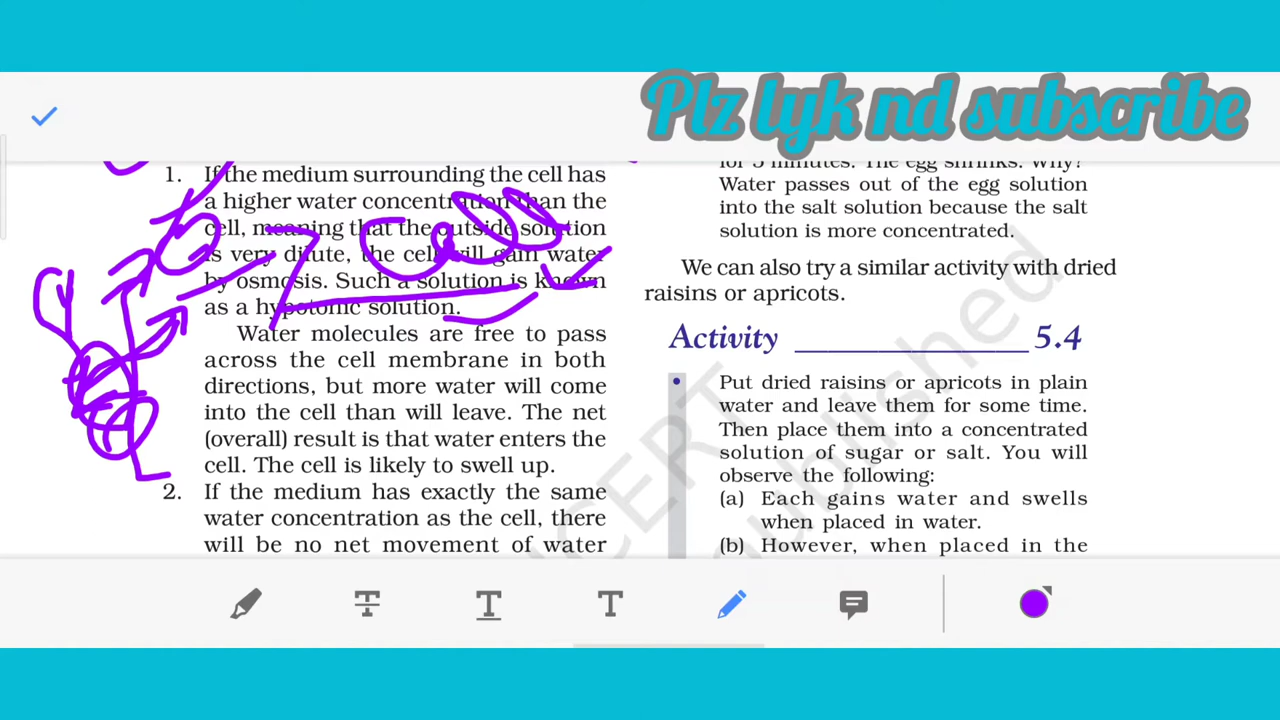 Plz lyk nd subscribe
1. If the medium surrounding the cell has
a higher water concentration than the
cell, meaning that the outside solution
is very dilute, the cell will gain water
by osmosis. Such a solution is known
as a hypotonic solution.
Water molecules are free to pass
across the cell membrane in both
directions, but more water will come
into the cell than will leave. The net
(overall) result is that water enters the
cell. The cell is likely to swell up.
2. If the medium has exactly the same
water concentration as the cell, there
will be no net movement of water
Cell
for 5 minutes. The egg shrinks. Why?
Water passes out of the egg solution
into the salt solution because the salt
solution is more concentrated.
We can also try a similar activity with dried
raisins or apricots.
Activity 5.4
• Put dried raisins or apricots in plain
water and leave them for some time.
Then place them into a concentrated
solution of sugar or salt. You will
observe the following:
(a) Each gains water and swells
when placed in water.
(b) However, when placed in the
T T T